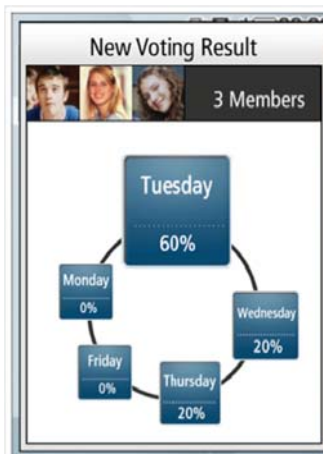 New Voting Result
3 Members
Tuesday
60%
Monday
0%
Wednesday
20%
Friday
0%
Thursday
20%